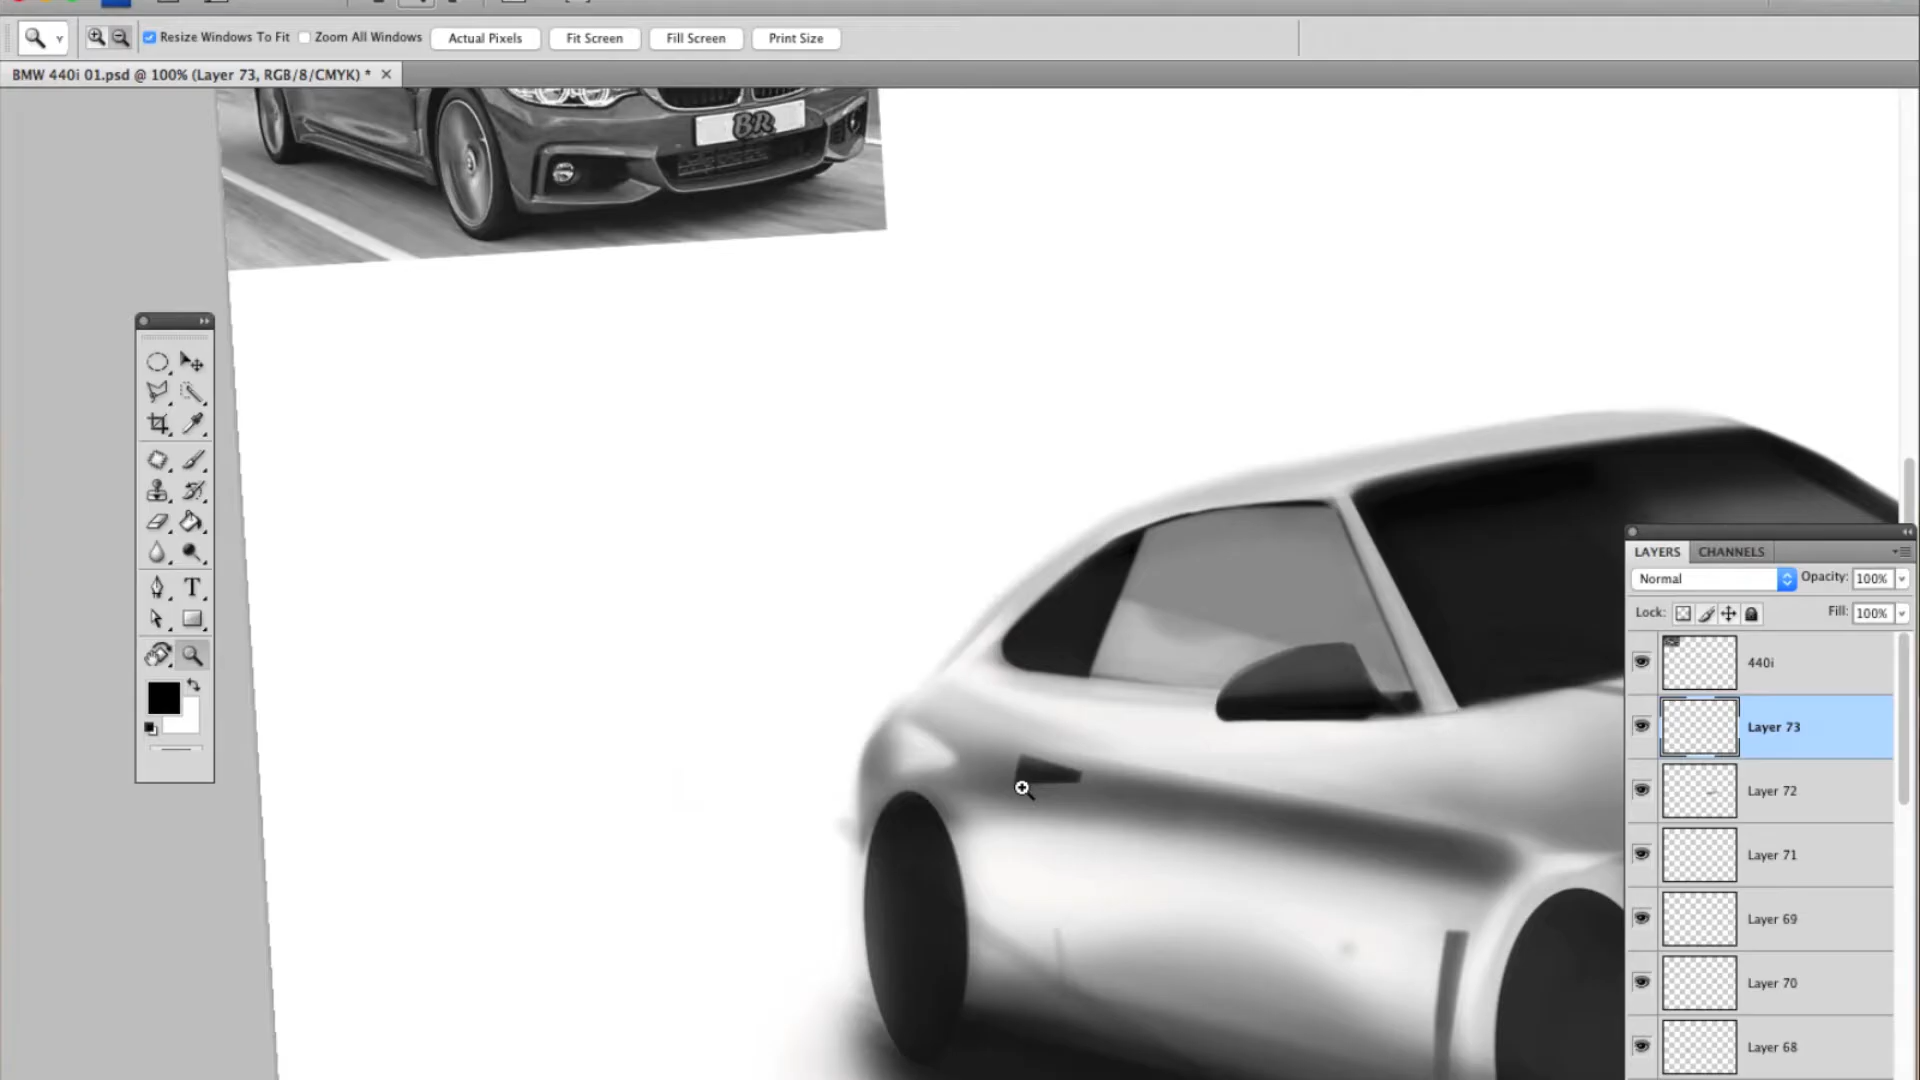 Resize Windows To Fit Zoom All Windows Actual Pixels Fit Screen Fill Screen Print Size
BMW 440i 01.psd @ 100% (Layer 73, RGB/8/CMYK) *
BR
LAYERS CHANNELS
Normal Opacity: 100%
Lock: Fill: 100%
440i
Layer 73
Layer 72
Layer 71
Layer 69
Layer 70
Layer 68
T